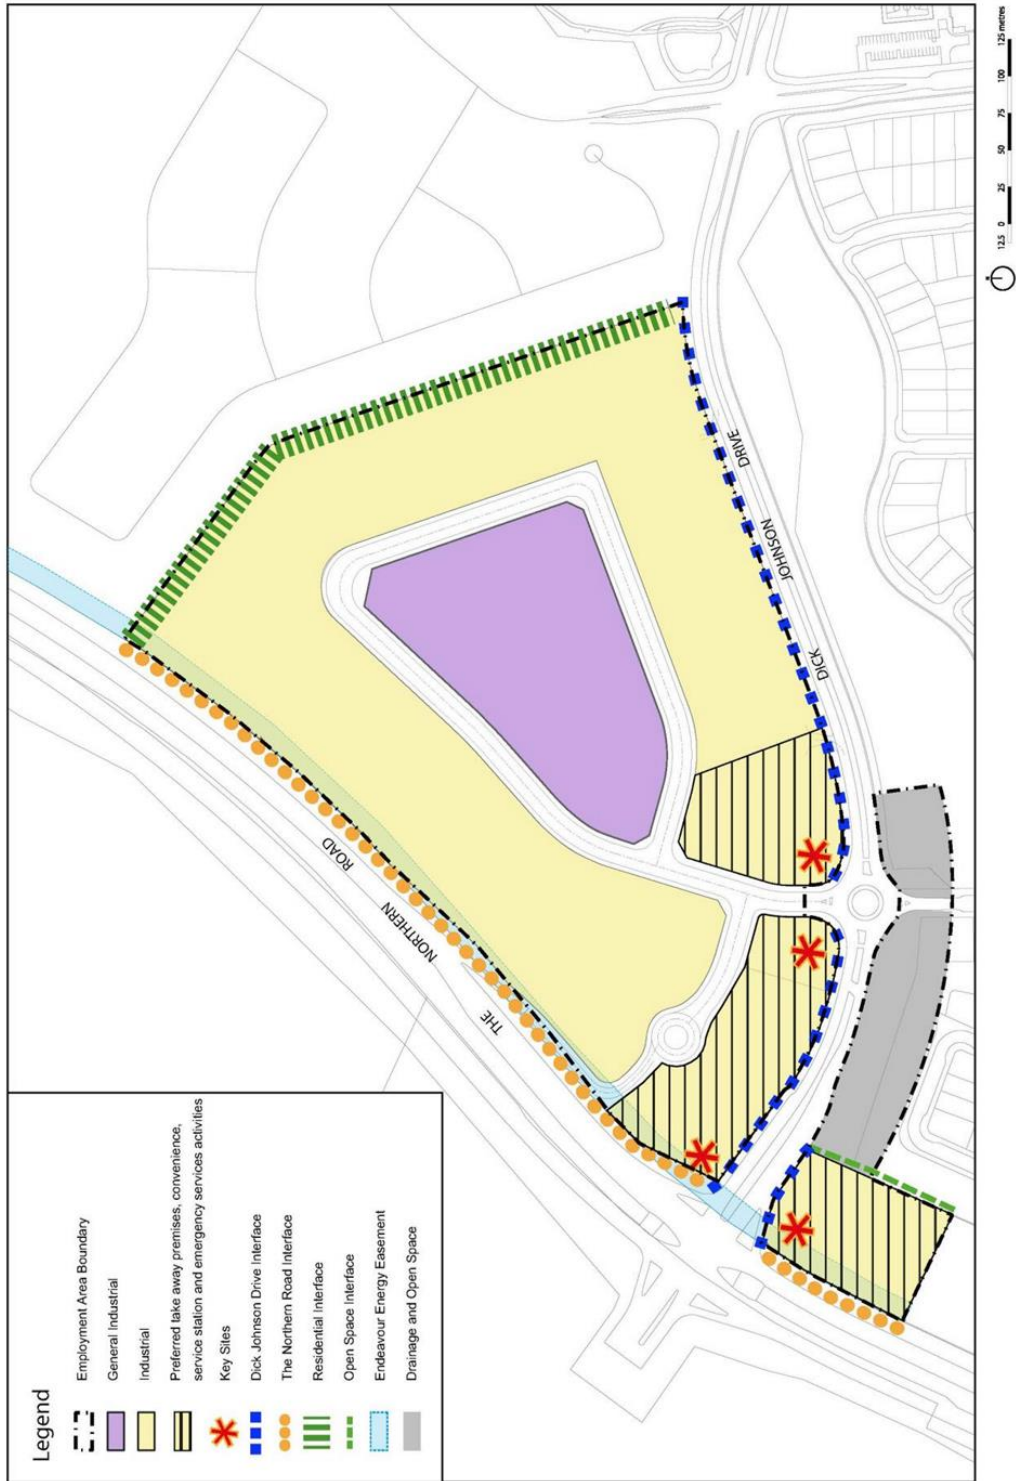 Legend
Employment Area Boundary
General Industrial
Industrial
Preferred take away premises, convenience,
service station and emergency services activities
Key Sites
Dick Johnson Drive Interface
The Northern Road Interface
Residential Interface
Open Space Interface
Endeavour Energy Easement
Drainage and Open Space
THE NORTHERN ROAD
DICK JOHNSON DRIVE
12.5 0 25 50 75 100 125 metres